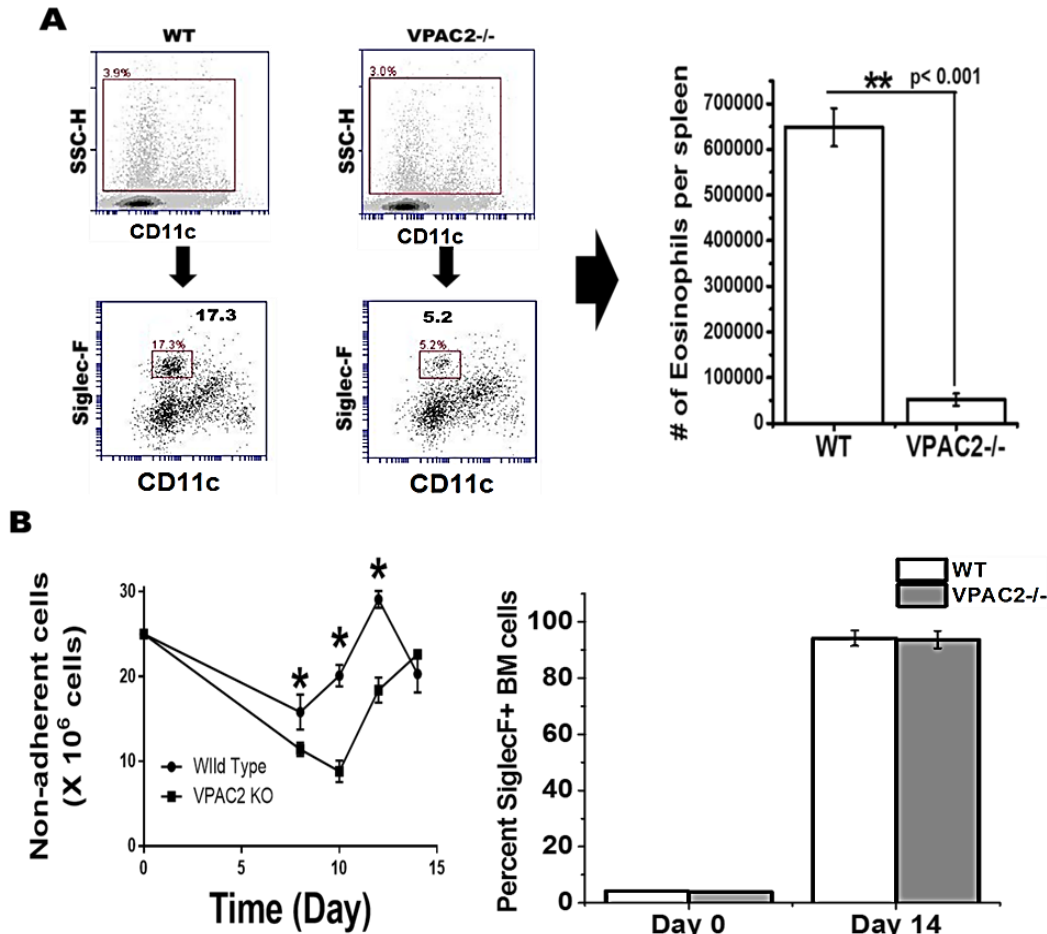 A
WT
VPAC2-/-
3.9%
SSC-H
CD11c
3.0%
SSC-H
CD11c
17.3
17.3%
Siglec-F
CD11c
5.2
5.2%
Siglec-F
CD11c
** p< 0.001
# of Eosinophils per spleen
700000
600000
500000
400000
300000
200000
100000
0
WT VPAC2-/-
B
Non-adherent cells
(X 10⁶ cells)
30
20
10
0
* * *
WIld Type
VPAC2 KO
0 5 10 15
Time (Day)
WT
VPAC2-/-
Percent SiglecF+ BM cells
100
80
60
40
20
0
Day 0 Day 14